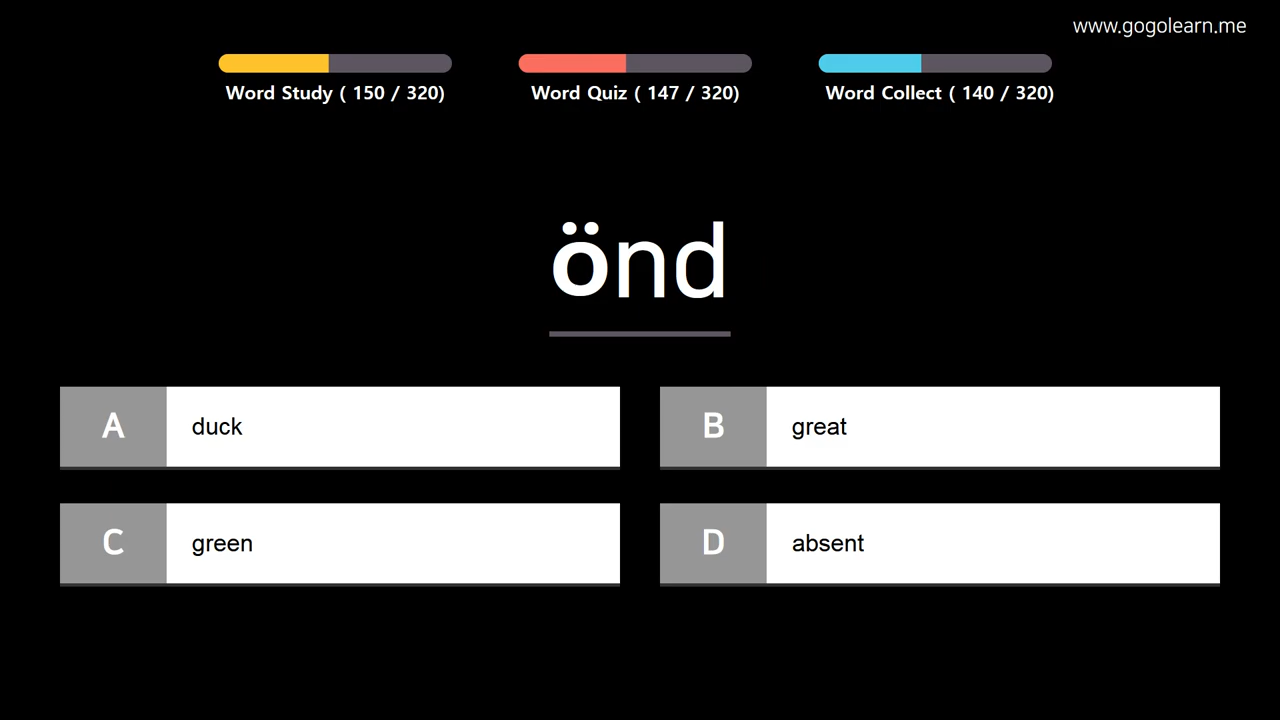 www.gogolearn.me
Word Study ( 150 / 320)
Word Quiz ( 147 / 320)
Word Collect ( 140 / 320)
önd
A duck
B great
C green
D absent